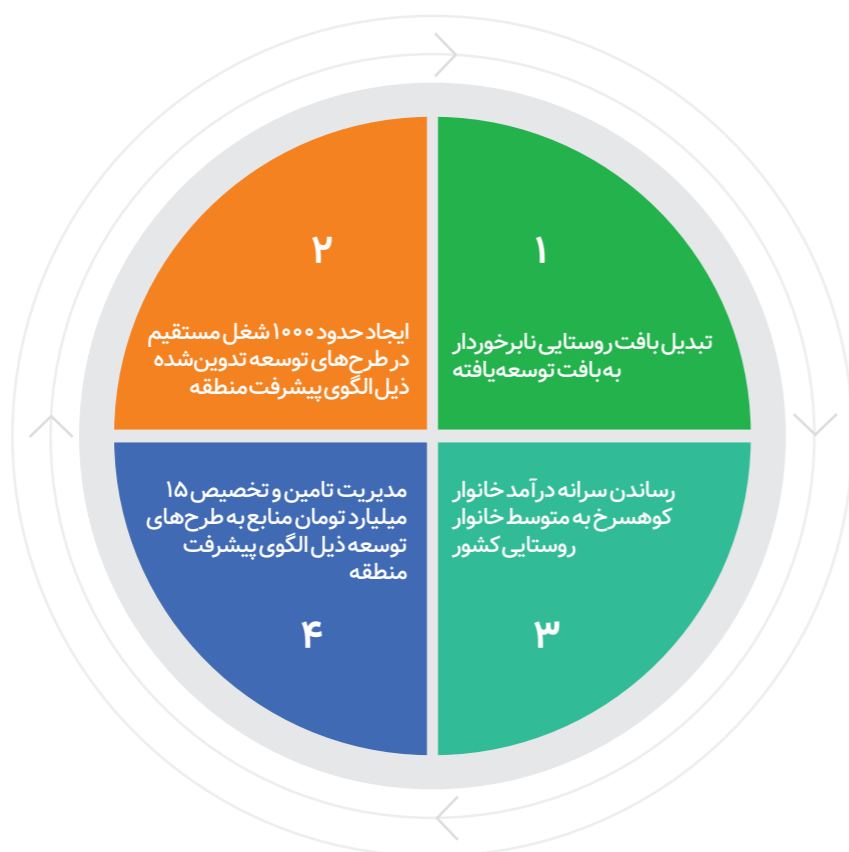 ۱
تبدیل بافت روستایی نابرخوردار
به بافت توسعه‌یافته
۲
ایجاد حدود ۱۰۰۰ شغل مستقیم
در طرح‌های توسعه تدوین‌شده
ذیل الگوی پیشرفت منطقه
رساندن سرانه درآمد خانوار
کوهسرخ به متوسط خانوار
روستایی کشور
۳
مدیریت تامین و تخصیص ۱۵
میلیارد تومان منابع به طرح‌های
توسعه ذیل الگوی پیشرفت
منطقه
۴